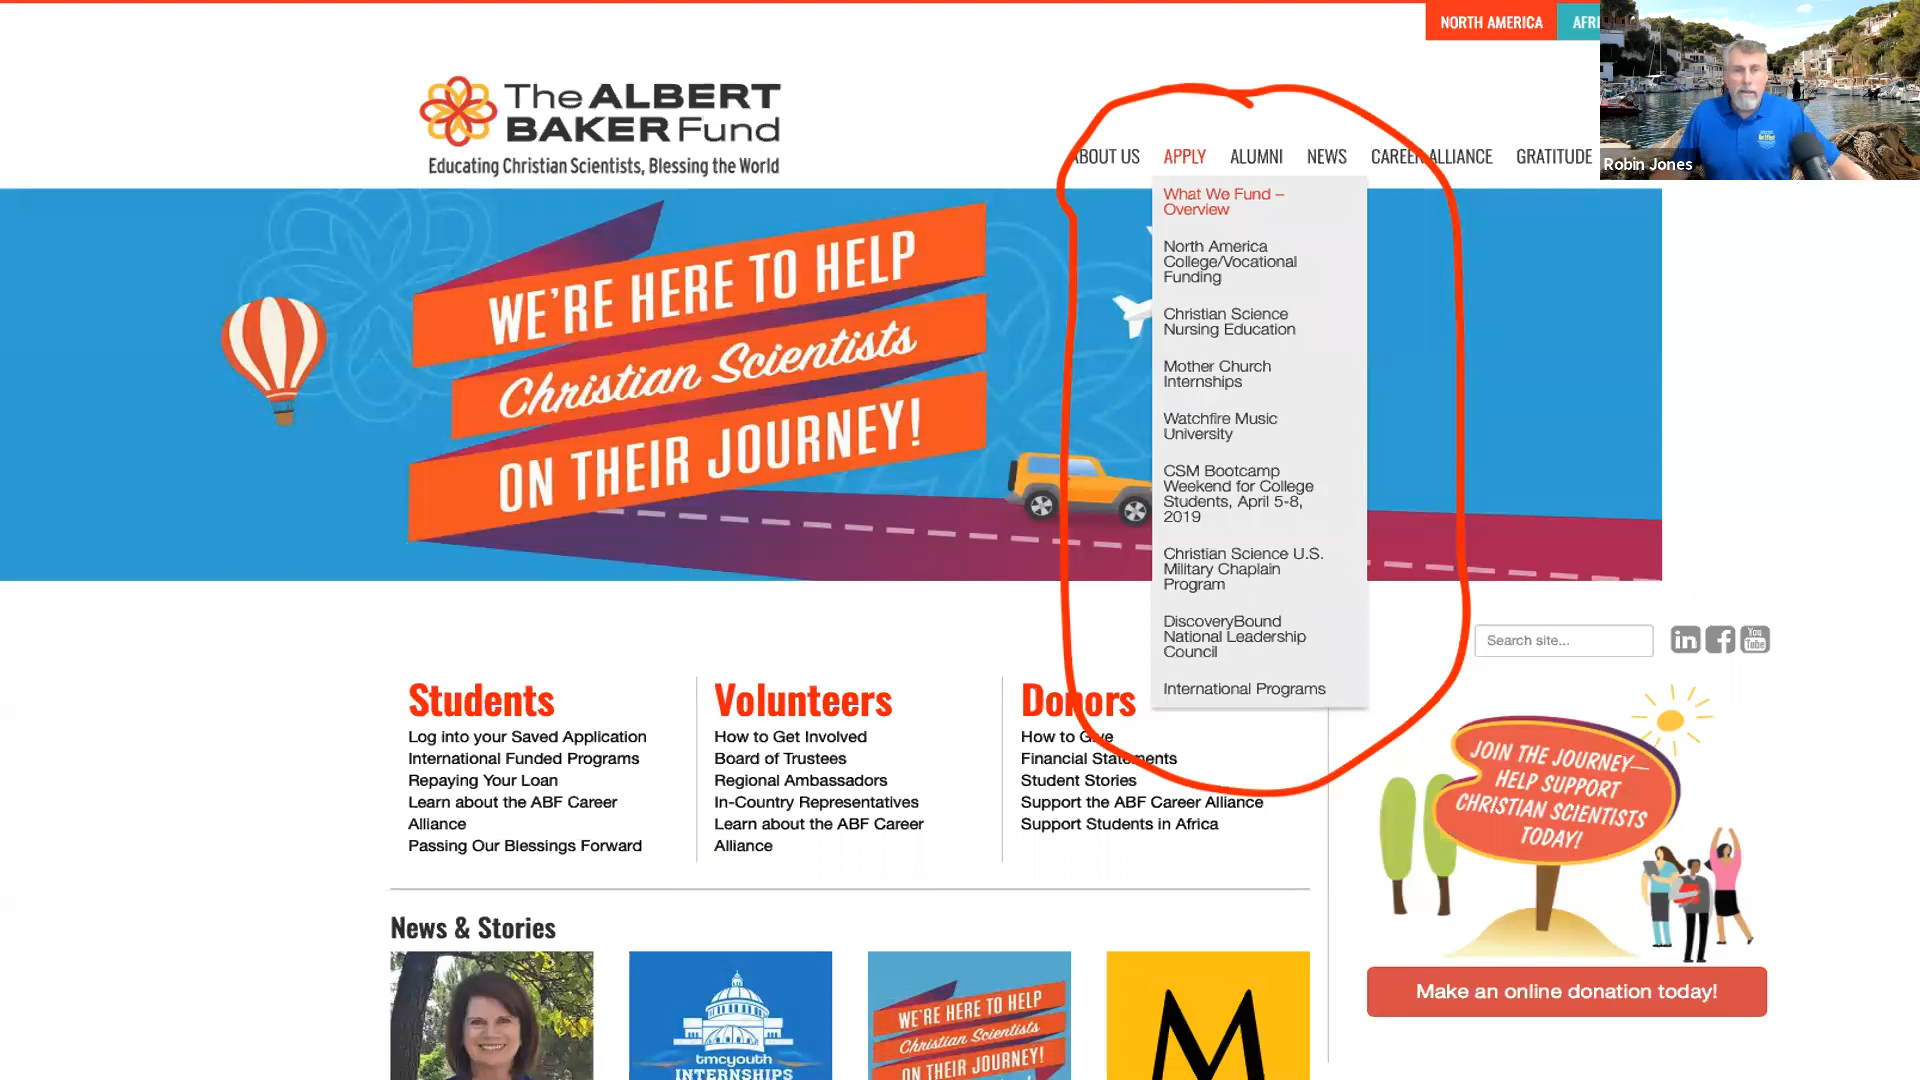 NORTH AMERICA
The ALBERT
BAKER Fund
Educating Christian Scientists, Blessing the World
ABOUT US
APPLY
ALUMNI
NEWS
CAREER ALLIANCE
GRATITUDE
Robin Jones
What We Fund –
Overview
North America
College/Vocational
Funding
Christian Science
Nursing Education
Mother Church
Internships
Watchfire Music
University
CSM Bootcamp
Weekend for College
Students, April 5-8,
2019
Christian Science U.S.
Military Chaplain
Program
DiscoveryBound
National Leadership
Council
International Programs
WE'RE HERE TO HELP
Christian Scientists
ON THEIR JOURNEY!
Search site...
in
You
Tube
Students
Log into your Saved Application
International Funded Programs
Repaying Your Loan
Learn about the ABF Career
Alliance
Passing Our Blessings Forward
Volunteers
How to Get Involved
Board of Trustees
Regional Ambassadors
In-Country Representatives
Learn about the ABF Career
Alliance
Donors
How to Give
Financial Statements
Student Stories
Support the ABF Career Alliance
Support Students in Africa
JOIN THE JOURNEY—
HELP SUPPORT
CHRISTIAN SCIENTISTS
TODAY!
Make an online donation today!
News & Stories
tmcyouth
INTERNSHIPS
WE'RE HERE TO HELP
Christian Scientists
ON THEIR JOURNEY!
M